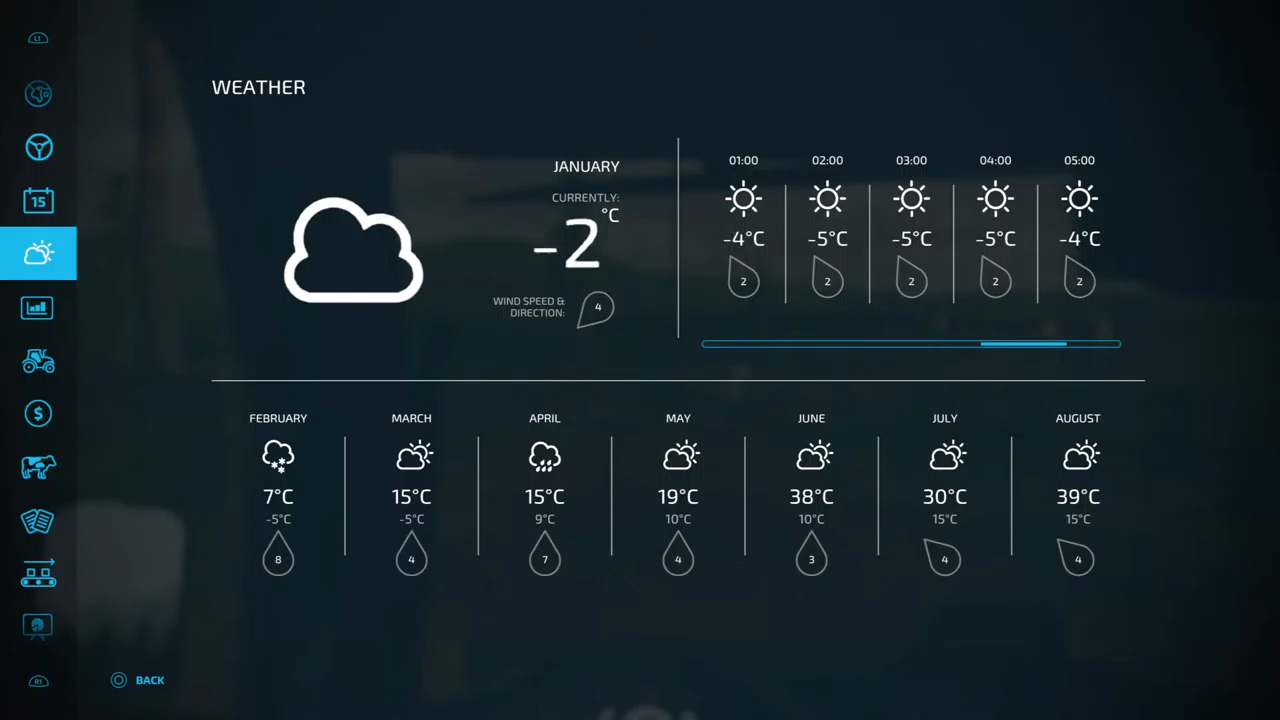 L1
WEATHER
15
JANUARY
CURRENTLY:
-2 °C
WIND SPEED &
DIRECTION:
4
01:00 02:00 03:00 04:00 05:00
-4°C -5°C -5°C -5°C -4°C
2 2 2 2 2
$
FEBRUARY MARCH APRIL MAY JUNE JULY AUGUST
7°C 15°C 15°C 19°C 38°C 30°C 39°C
-5°C -5°C 9°C 10°C 10°C 15°C 15°C
8 4 7 4 3 4 4
R1
BACK